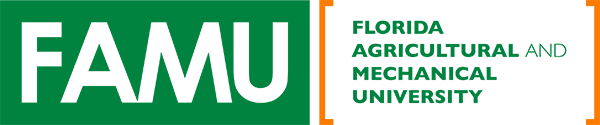 FAMU
FLORIDA
AGRICULTURAL AND
MECHANICAL
UNIVERSITY